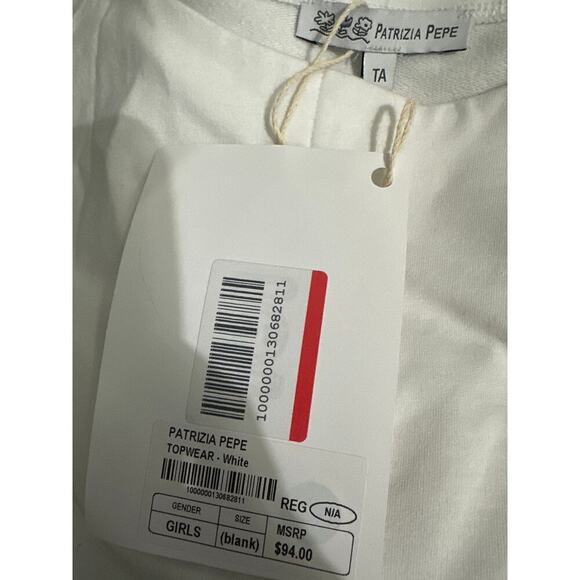 PATRIZIA PEPE
TA
1000000130682811
PATRIZIA PEPE
TOPWEAR - White
1000000130682811
REG N/A
GENDER SIZE MSRP
GIRLS (blank) $94.00